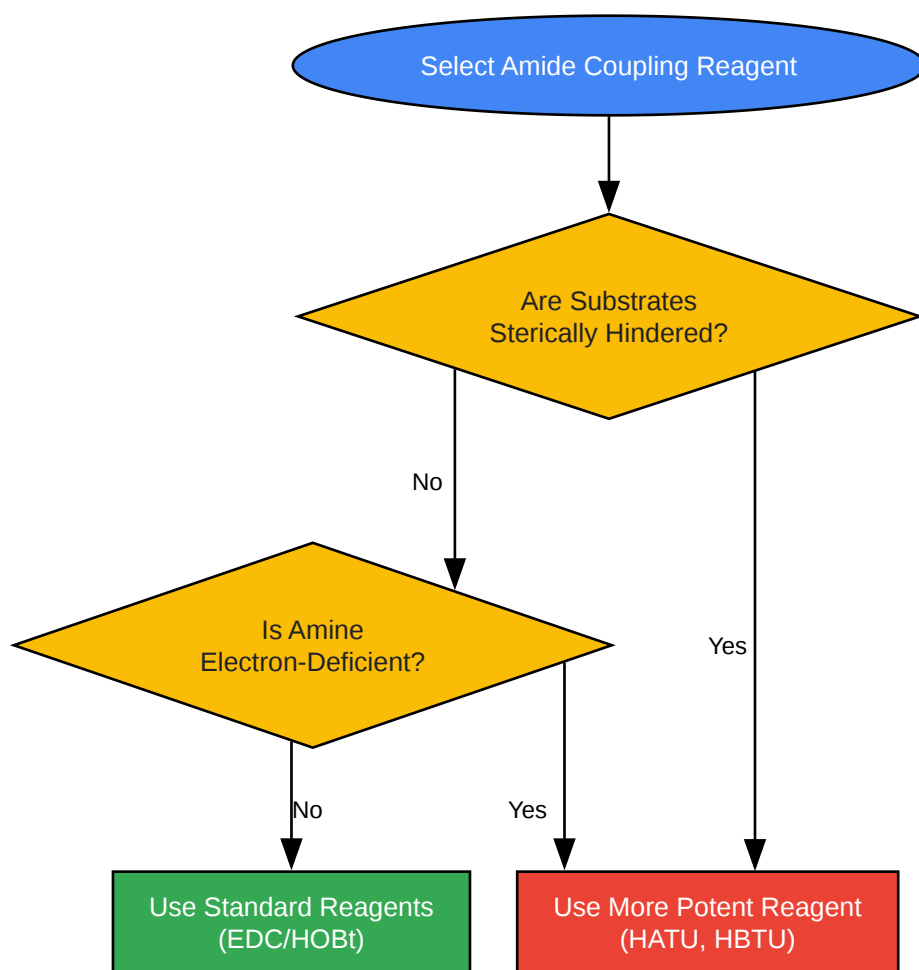 Select Amide Coupling Reagent
Are Substrates
Sterically Hindered?
No
Is Amine
Electron-Deficient?
Yes
No
Yes
Use Standard Reagents
(EDC/HOBt)
Use More Potent Reagent
(HATU, HBTU)